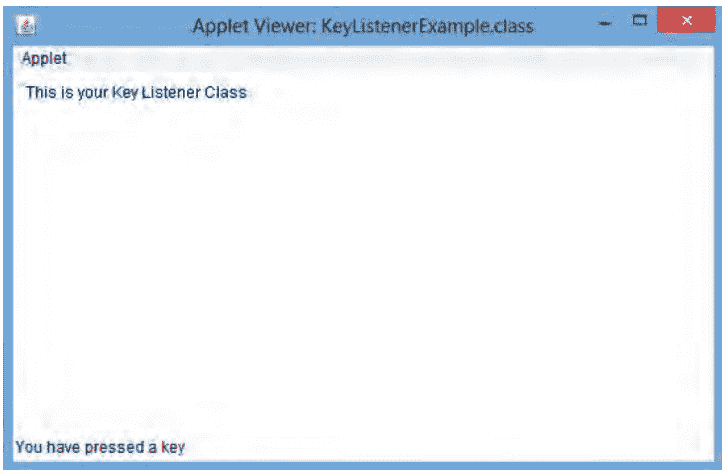 Applet Viewer: KeyListenerExample.class
Applet
This is your Key Listener Class
You have pressed a key